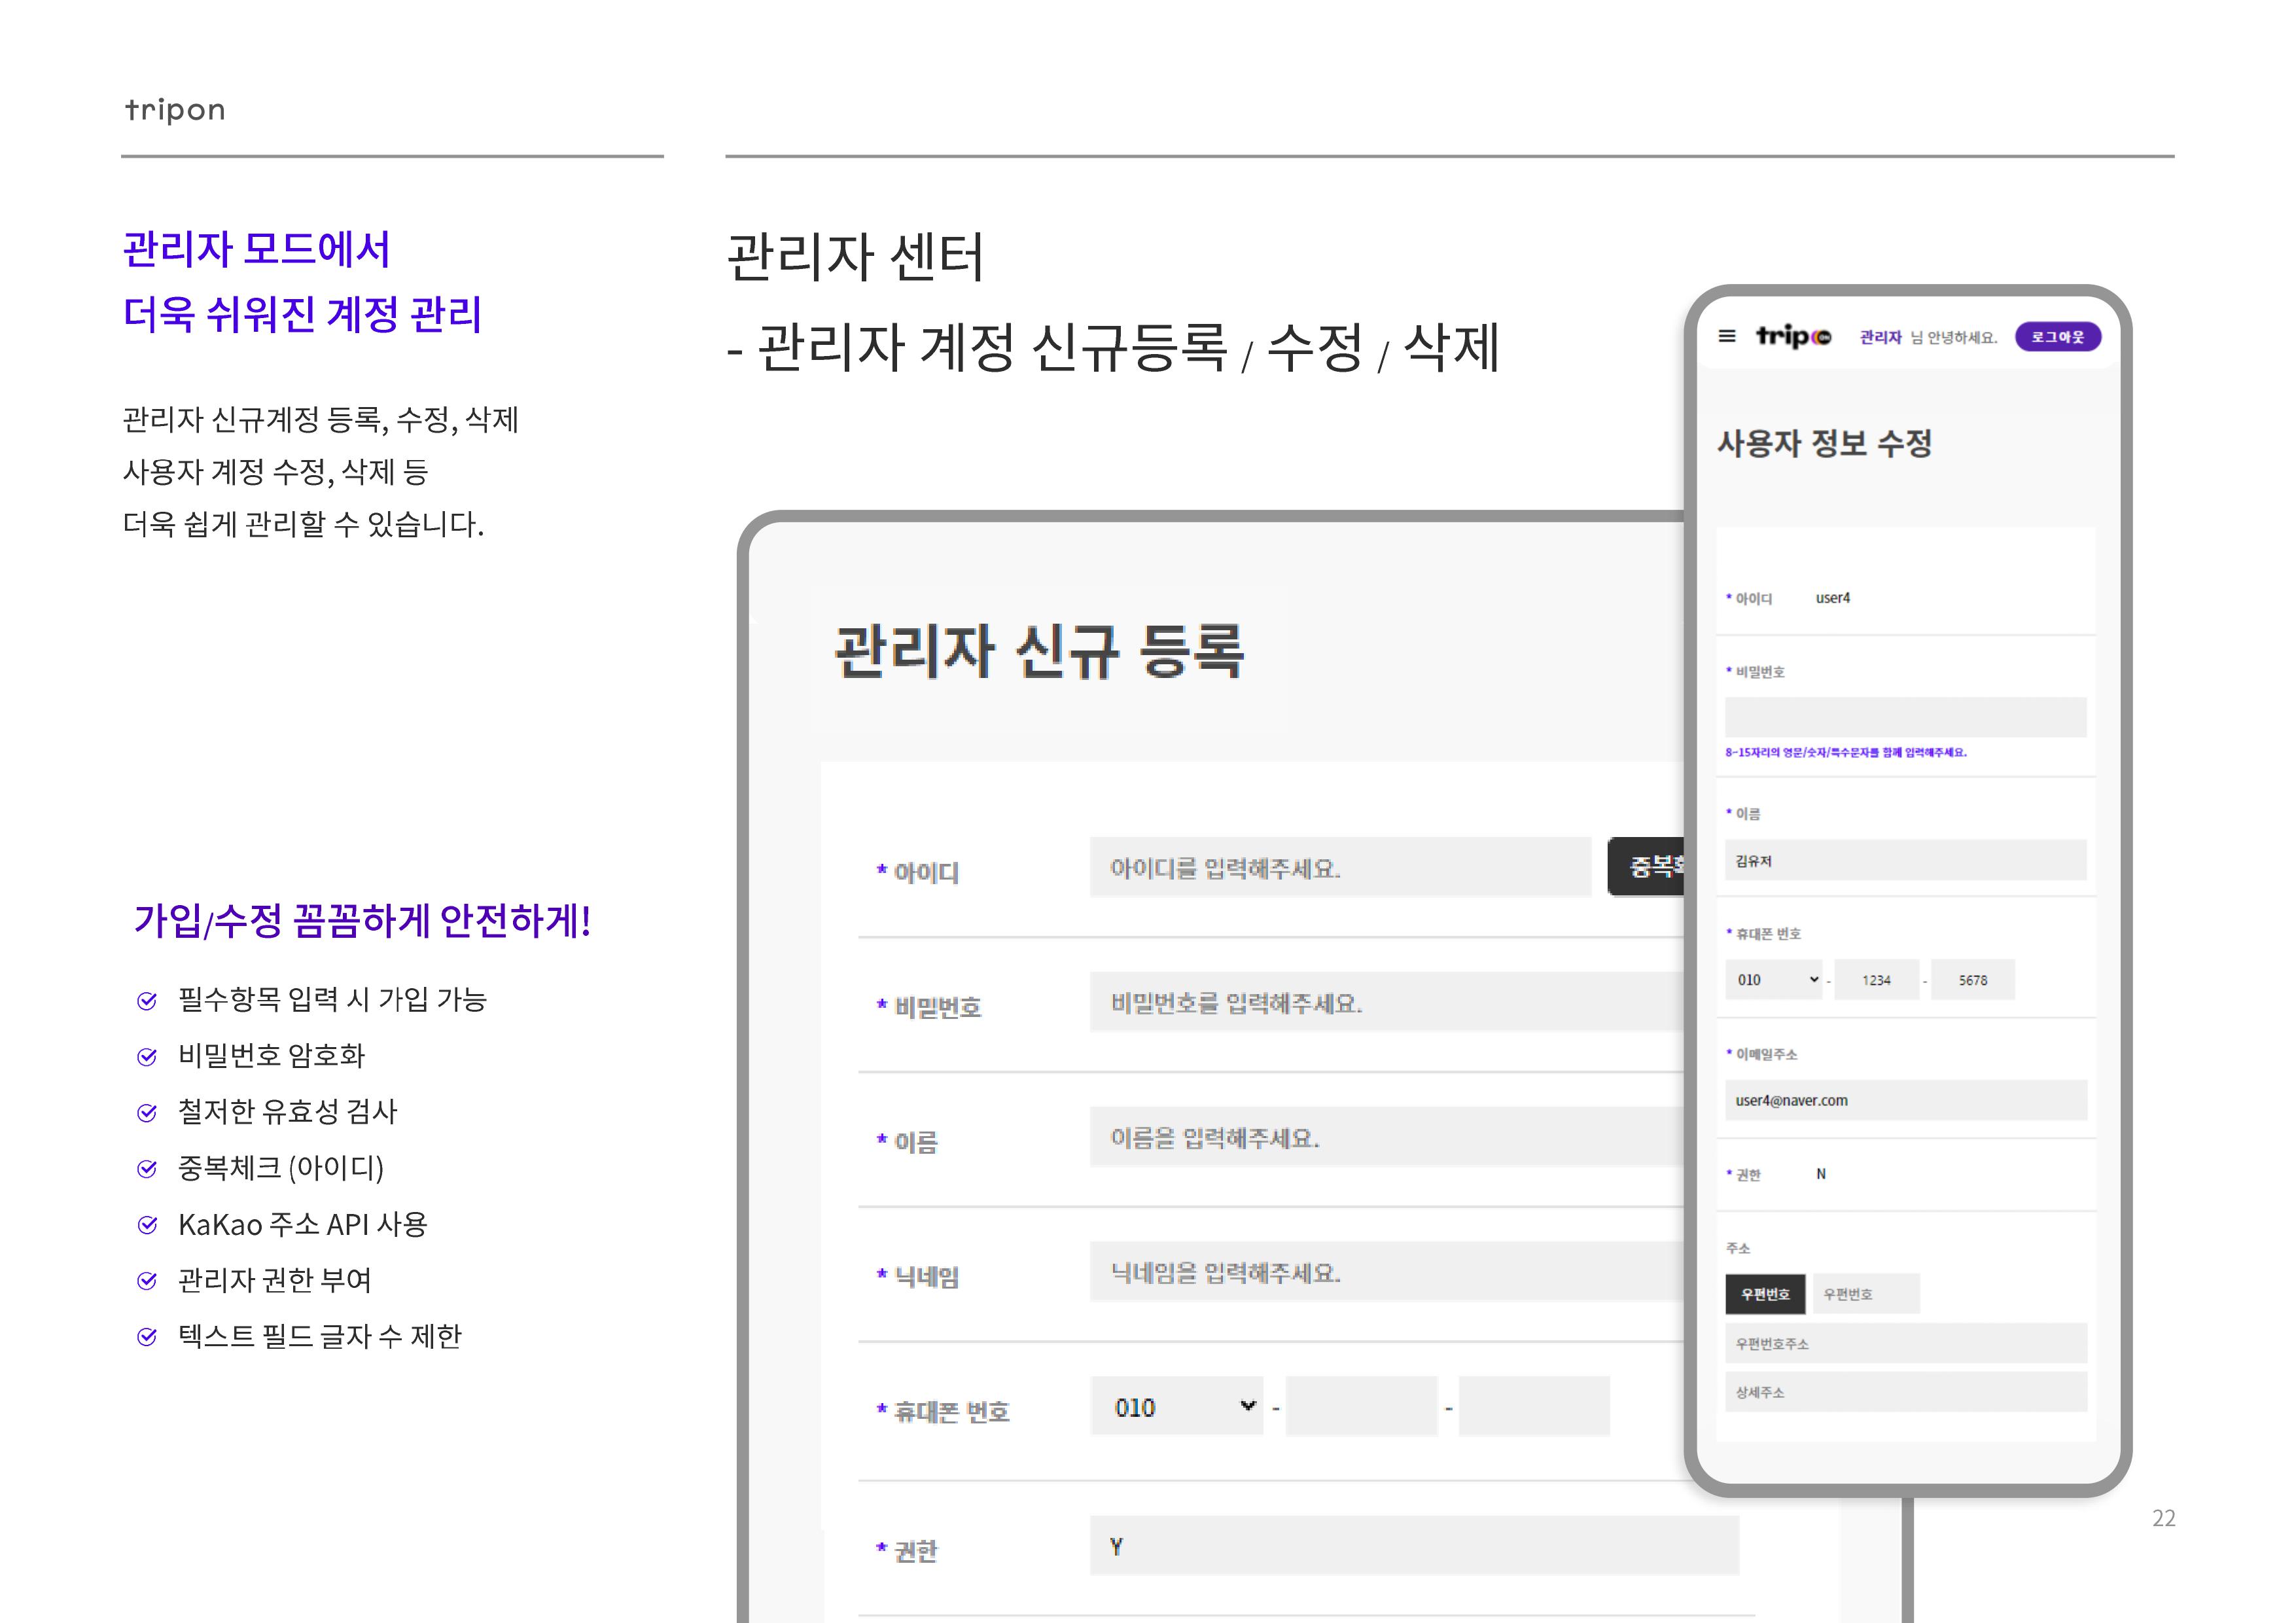 tripon
관리자 모드에서
더욱 쉬워진 계정 관리
관리자 신규계정 등록, 수정, 삭제
사용자 계정 수정, 삭제 등
더욱 쉽게 관리할 수 있습니다.
가입/수정 꼼꼼하게 안전하게!
필수항목 입력 시 가입 가능
비밀번호 암호화
철저한 유효성 검사
중복체크 (아이디)
KaKao 주소 API 사용
관리자 권한 부여
텍스트 필드 글자 수 제한
관리자 센터
- 관리자 계정 신규등록 / 수정 / 삭제
관리자 신규 등록
* 아이디 아이디를 입력해주세요. 중복
* 비밀번호 비밀번호를 입력해주세요.
* 이름 이름을 입력해주세요.
* 닉네임 닉네임을 입력해주세요.
* 휴대폰 번호 010 - -
* 권한 Y
tripon 관리자 님 안녕하세요. 로그아웃
사용자 정보 수정
* 아이디 user4
* 비밀번호
8~15자리의 영문/숫자/특수문자를 함께 입력해주세요.
* 이름
김유저
* 휴대폰 번호
010 - 1234 - 5678
* 이메일주소
user4@naver.com
* 권한 N
주소
우편번호 우편번호
우편번호주소
상세주소
22